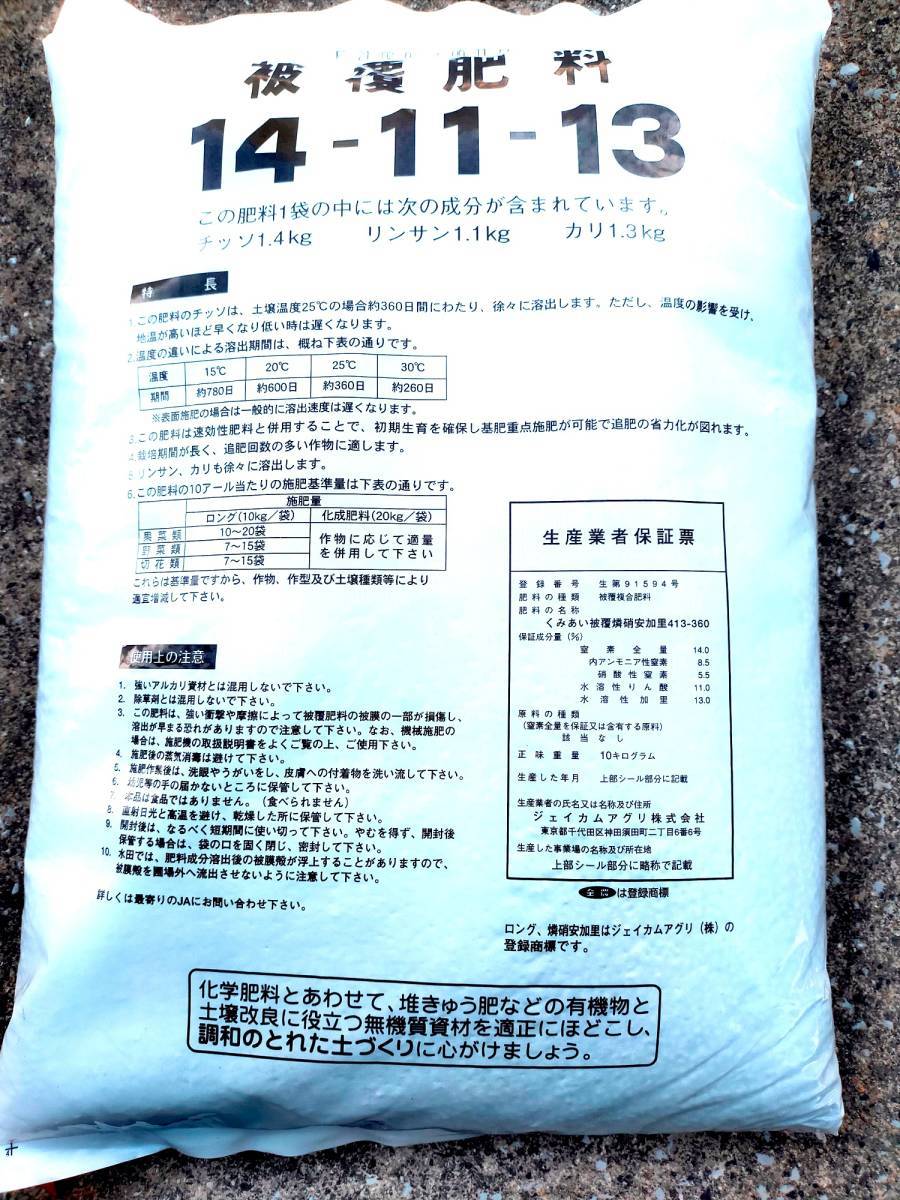 被覆肥料
14-11-13
この肥料1袋の中には次の成分が含まれています。
チッソ1.4kg リンサン1.1kg カリ1.3kg
特長
1.この肥料のチッソは、土壌温度25℃の場合約360日間にわたり、徐々に溶出します。ただし、温度の影響を受け、
地温が高いほど早くなり低い時は遅くなります。
2.温度の違いによる溶出期間は、概ね下表の通りです。
温度 15℃ 20℃ 25℃ 30℃
期間 約780日 約600日 約360日 約260日
※表面施肥の場合は一般的に溶出速度は遅くなります。
3.この肥料は速効性肥料と併用することで、初期生育を確保し基肥重点施肥が可能で追肥の省力化が図れます。
4.栽培期間が長く、追肥回数の多い作物に適します。
5.リンサン、カリも徐々に溶出します。
6.この肥料の10アール当たりの施肥基準量は下表の通りです。
施肥量
ロング(10kg/袋) 化成肥料(20kg/袋)
果菜類 10〜20袋 作物に応じて適量
野菜類 7〜15袋 を併用して下さい
切花類 7〜15袋
これらは基準量ですから、作物、作型及び土壌種類等により
適宜増減して下さい。
使用上の注意
1. 強いアルカリ資材とは混用しないで下さい。
2. 除草剤とは混用しないで下さい。
3. この肥料は、強い衝撃や摩擦によって被覆肥料の被膜の一部が損傷し、
溶出が早まる恐れがありますので注意して下さい。なお、機械施肥の
場合は、施肥機の取扱説明書をよくご覧の上、ご使用下さい。
4. 施肥後の蒸気消毒は避けて下さい。
5. 施肥作業後は、洗眼やうがいをし、皮膚への付着物を洗い流して下さい。
6. 幼児等の手の届かないところに保管して下さい。
7. 本品は食品ではありません。(食べられません)
8. 直射日光と高温を避け、乾燥した所に保管して下さい。
9. 開封後は、なるべく短期間に使い切って下さい。やむを得ず、開封後
保管する場合は、袋の口を固く閉じ、密封して下さい。
10. 水田では、肥料成分溶出後の被膜殻が浮上することがありますので、
被膜殻を圃場外へ流出させないように注意して下さい。
詳しくは最寄りのJAにお問い合わせ下さい。
生産業者保証票
登録番号 生第91594号
肥料の種類 被覆複合肥料
肥料の名称
くみあい被覆燐硝安加里413-360
保証成分量(%)
窒素全量 14.0
内アンモニア性窒素 8.5
硝酸性窒素 5.5
水溶性りん酸 11.0
水溶性加里 13.0
原料の種類
(窒素全量を保証又は含有する原料)
該当なし
正味重量 10キログラム
生産した年月 上部シール部分に記載
生産業者の氏名又は名称及び住所
ジェイカムアグリ株式会社
東京都千代田区神田須田町二丁目6番6号
生産した事業場の名称及び所在地
上部シール部分に略称で記載
全農は登録商標
ロング、燐硝安加里はジェイカムアグリ(株)の
登録商標です。
化学肥料とあわせて、堆きゅう肥などの有機物と
土壌改良に役立つ無機質資材を適正にほどこし、
調和のとれた土づくりに心がけましょう。